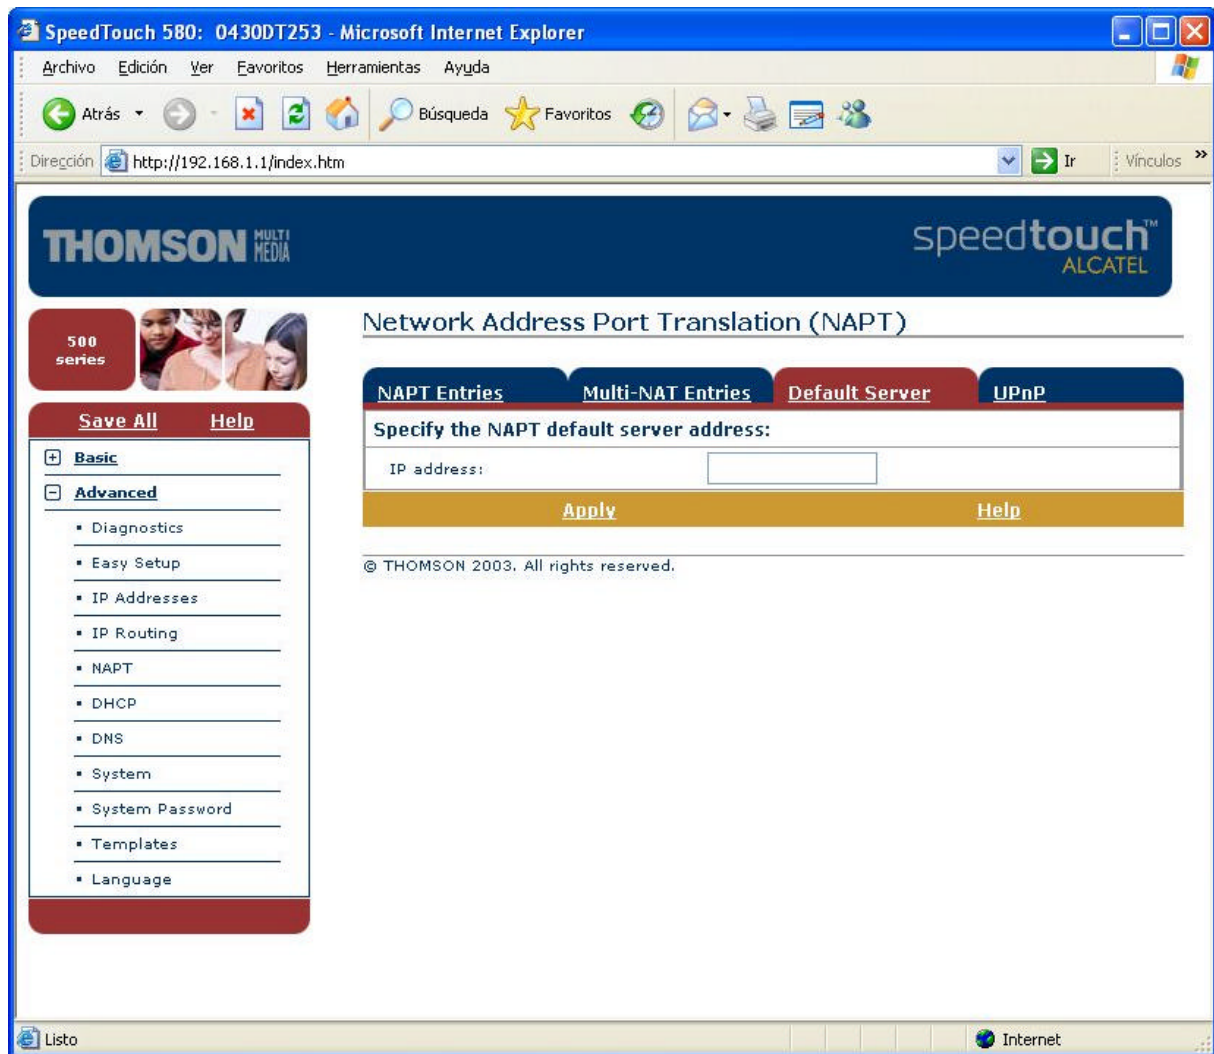 SpeedTouch 580: 0430DT253 - Microsoft Internet Explorer
Archivo Edición Ver Favoritos Herramientas Ayuda
Atrás Búsqueda Favoritos
Dirección http://192.168.1.1/index.htm Ir Vínculos »
THOMSON MULTI MEDIA
speedtouch™
ALCATEL
500
series
Network Address Port Translation (NAPT)
NAPT Entries Multi-NAT Entries Default Server UPnP
Save All Help
Specify the NAPT default server address:
IP address:
Apply Help
© THOMSON 2003. All rights reserved.
Basic
Advanced
Diagnostics
Easy Setup
IP Addresses
IP Routing
NAPT
DHCP
DNS
System
System Password
Templates
Language
Listo Internet